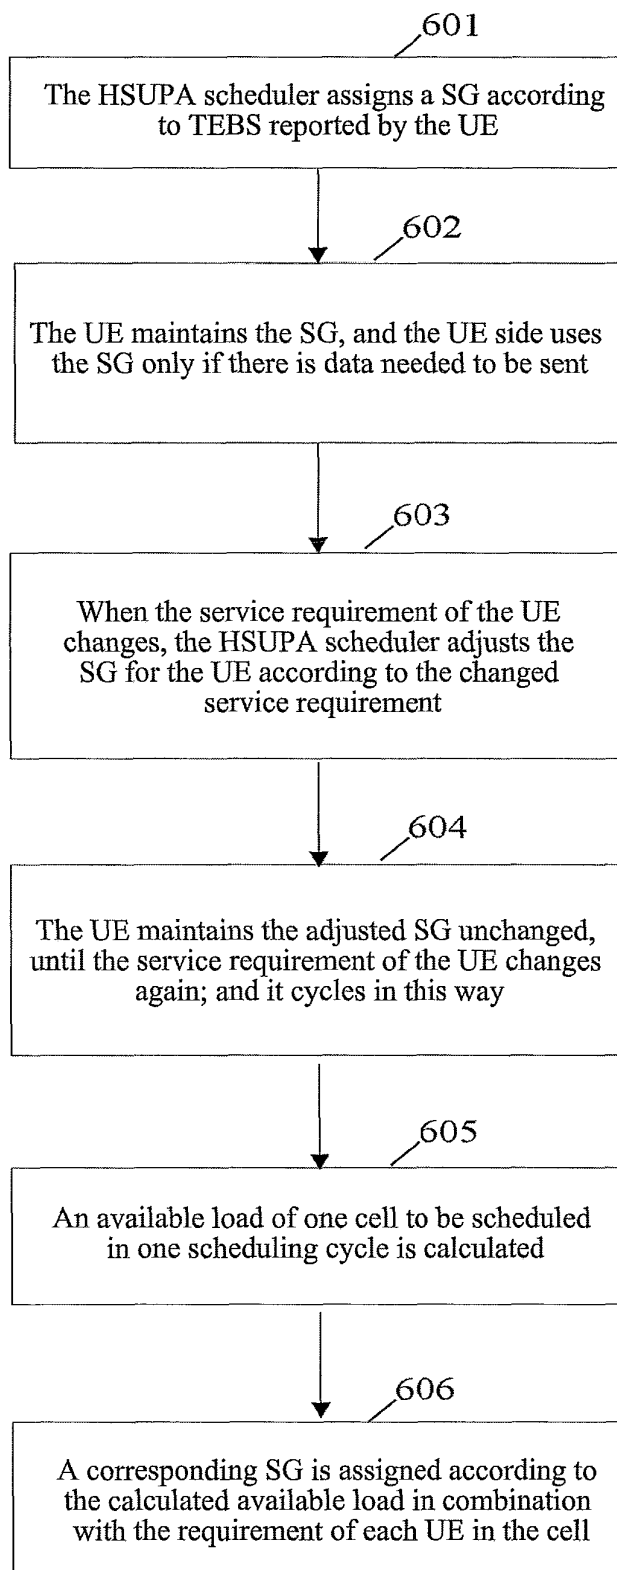 601
The HSUPA scheduler assigns a SG according
to TEBS reported by the UE
602
The UE maintains the SG, and the UE side uses
the SG only if there is data needed to be sent
603
When the service requirement of the UE
changes, the HSUPA scheduler adjusts the
SG for the UE according to the changed
service requirement
604
The UE maintains the adjusted SG unchanged,
until the service requirement of the UE changes
again; and it cycles in this way
605
An available load of one cell to be scheduled
in one scheduling cycle is calculated
606
A corresponding SG is assigned according to
the calculated available load in combination
with the requirement of each UE in the cell